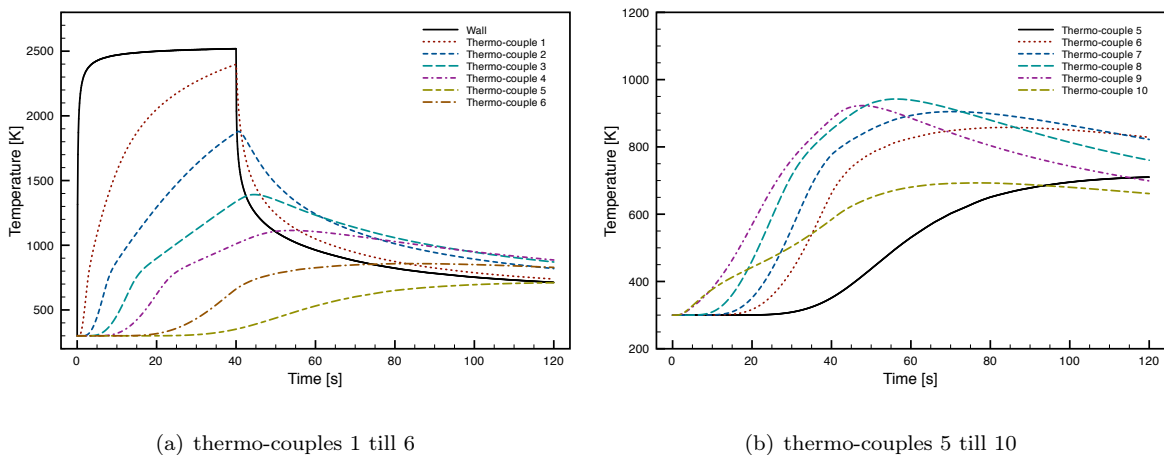 2500
2000
1500
1000
500
Temperature [K]
0 20 40 60 80 100 120
Time [s]
Wall
Thermo-couple 1
Thermo-couple 2
Thermo-couple 3
Thermo-couple 4
Thermo-couple 5
Thermo-couple 6
(a) thermo-couples 1 till 6
1200
1000
800
600
400
200
Temperature [K]
0 20 40 60 80 100 120
Time [s]
Thermo-couple 5
Thermo-couple 6
Thermo-couple 7
Thermo-couple 8
Thermo-couple 9
Thermo-couple 10
(b) thermo-couples 5 till 10